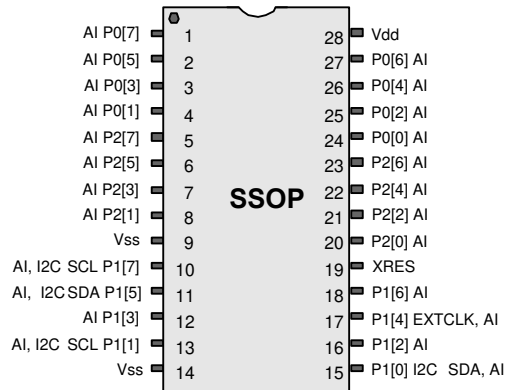 AI P0[7] 1 28 Vdd
AI P0[5] 2 27 P0[6] AI
AI P0[3] 3 26 P0[4] AI
AI P0[1] 4 25 P0[2] AI
AI P2[7] 5 24 P0[0] AI
AI P2[5] 6 23 P2[6] AI
AI P2[3] 7 SSOP 22 P2[4] AI
AI P2[1] 8 21 P2[2] AI
Vss 9 20 P2[0] AI
AI, I2C SCL P1[7] 10 19 XRES
AI, I2C SDA P1[5] 11 18 P1[6] AI
AI P1[3] 12 17 P1[4] EXTCLK, AI
AI, I2C SCL P1[1] 13 16 P1[2] AI
Vss 14 15 P1[0] I2C SDA, AI